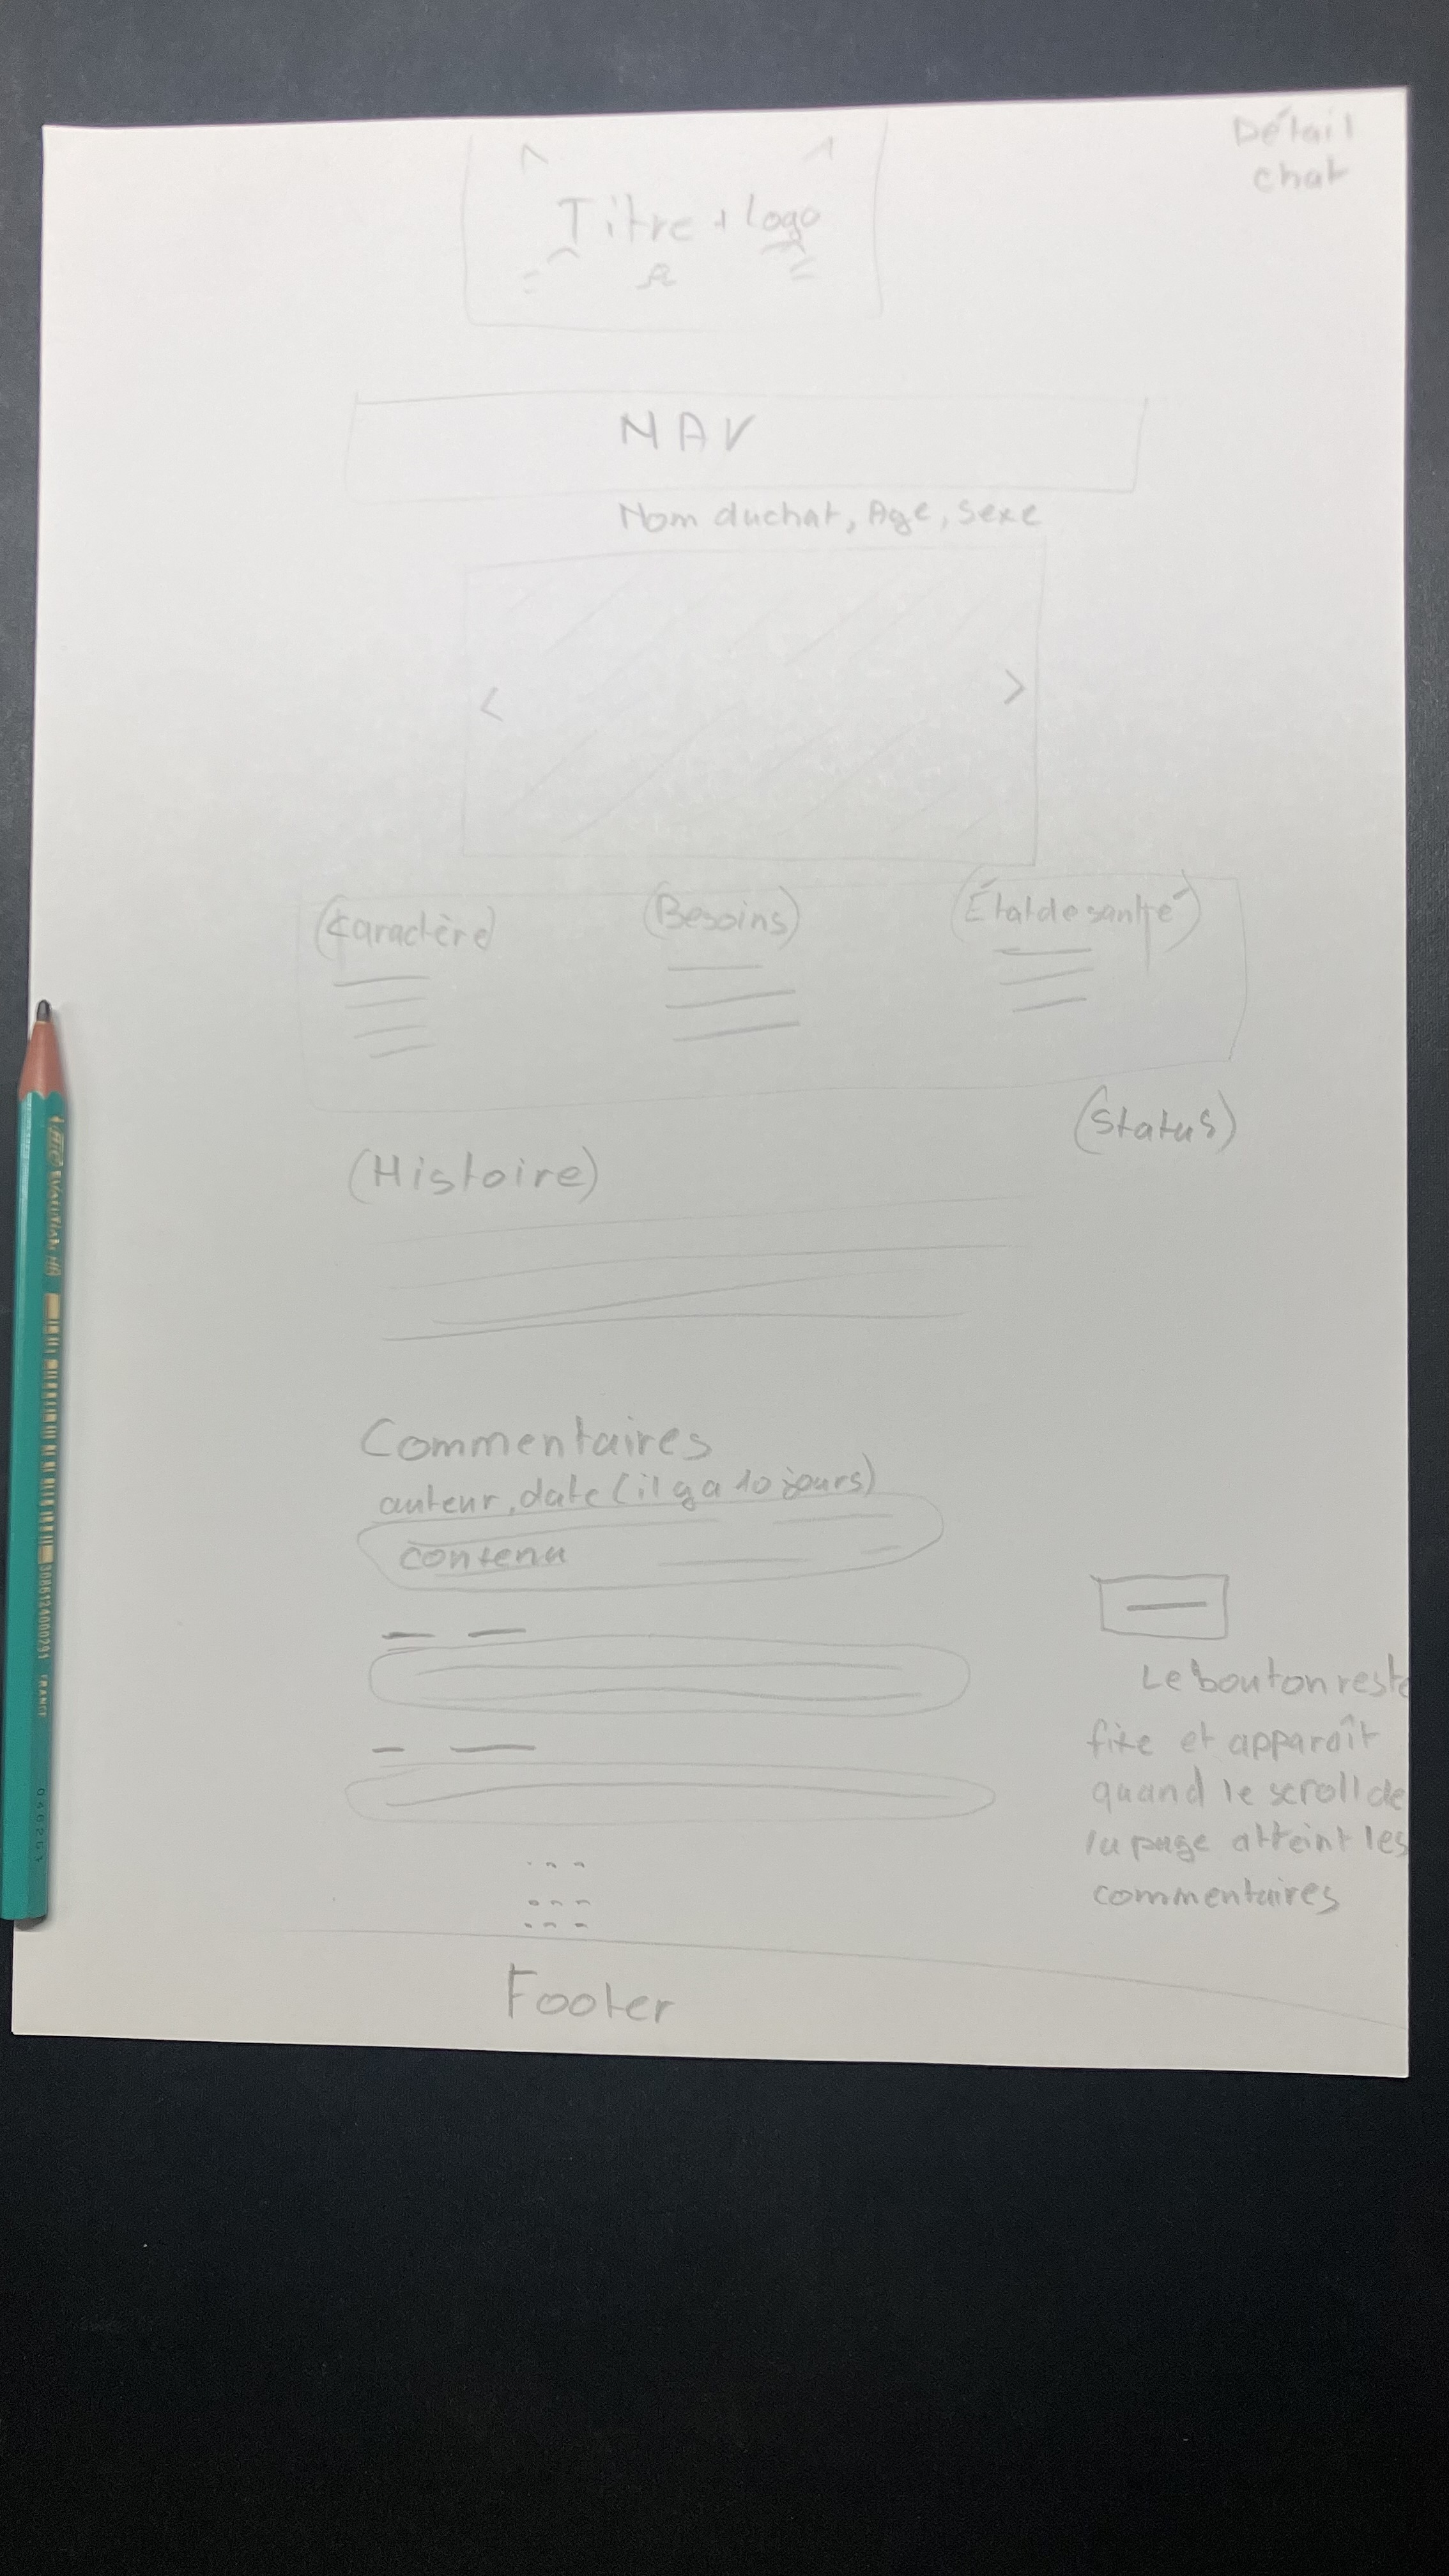 Détail
chat
Titre + logo
NAV
Nom du chat, Age, Sexe
<
>
(Caractère)
(Besoins)
(État de santé)
(Status)
(Histoire)
Commentaires
auteur, date (il y a 10 jours)
contenu
Le bouton reste
fixe et apparaît
quand le scroll de
la page atteint les
commentaires
Footer
EVOLUTION
FRANCE